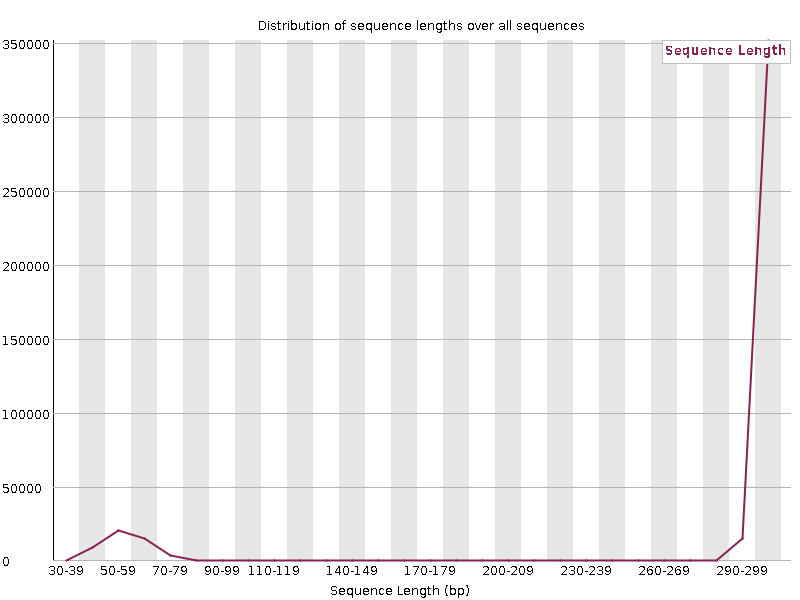 Distribution of sequence lengths over all sequences
Sequence Length
350000
300000
250000
200000
150000
100000
50000
0
30-39 50-59 70-79 90-99 110-119 140-149 170-179 200-209 230-239 260-269 290-299
Sequence Length (bp)